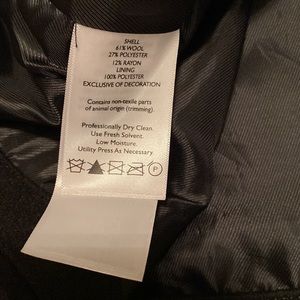 SHELL
61% WOOL
27% POLYESTER
12% RAYON
LINING
100% POLYESTER
EXCLUSIVE OF DECORATION
Contains non-textile parts
of animal origin (trimming)
Professionally Dry Clean.
Use Fresh Solvent.
Low Moisture.
Utility Press As Necessary.
P